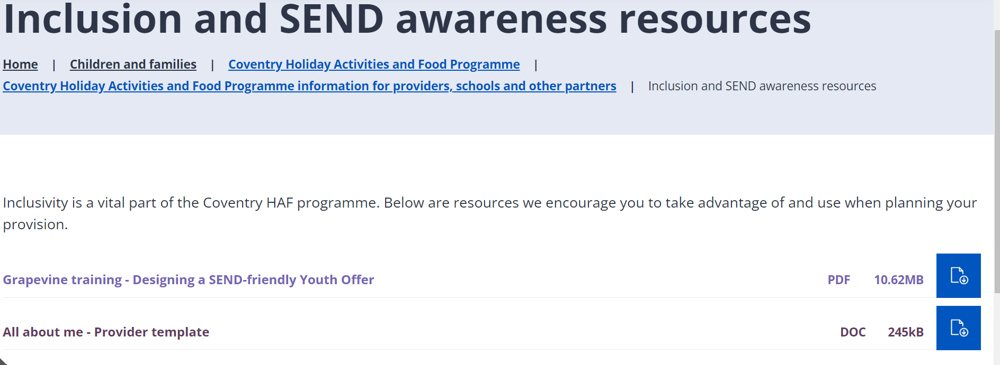 Inclusion and SEND awareness resources
Home | Children and families | Coventry Holiday Activities and Food Programme |
Coventry Holiday Activities and Food Programme information for providers, schools and other partners | Inclusion and SEND awareness resources
Inclusivity is a vital part of the Coventry HAF programme. Below are resources we encourage you to take advantage of and use when planning your
provision.
Grapevine training - Designing a SEND-friendly Youth Offer PDF 10.62MB
All about me - Provider template DOC 245kB